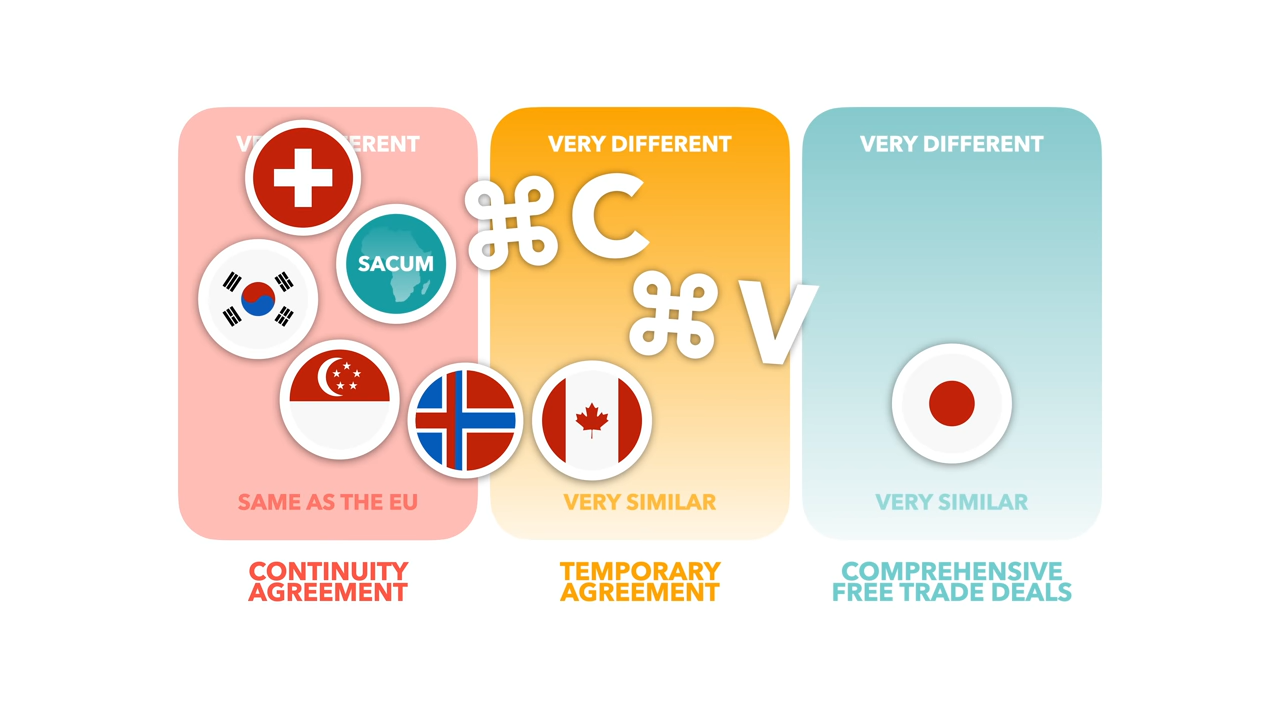 VERY DIFFERENT
VERY DIFFERENT
SACUM
⌘ C
⌘ V
SAME AS THE EU
VERY SIMILAR
VERY SIMILAR
CONTINUITY
AGREEMENT
TEMPORARY
AGREEMENT
COMPREHENSIVE
FREE TRADE DEALS